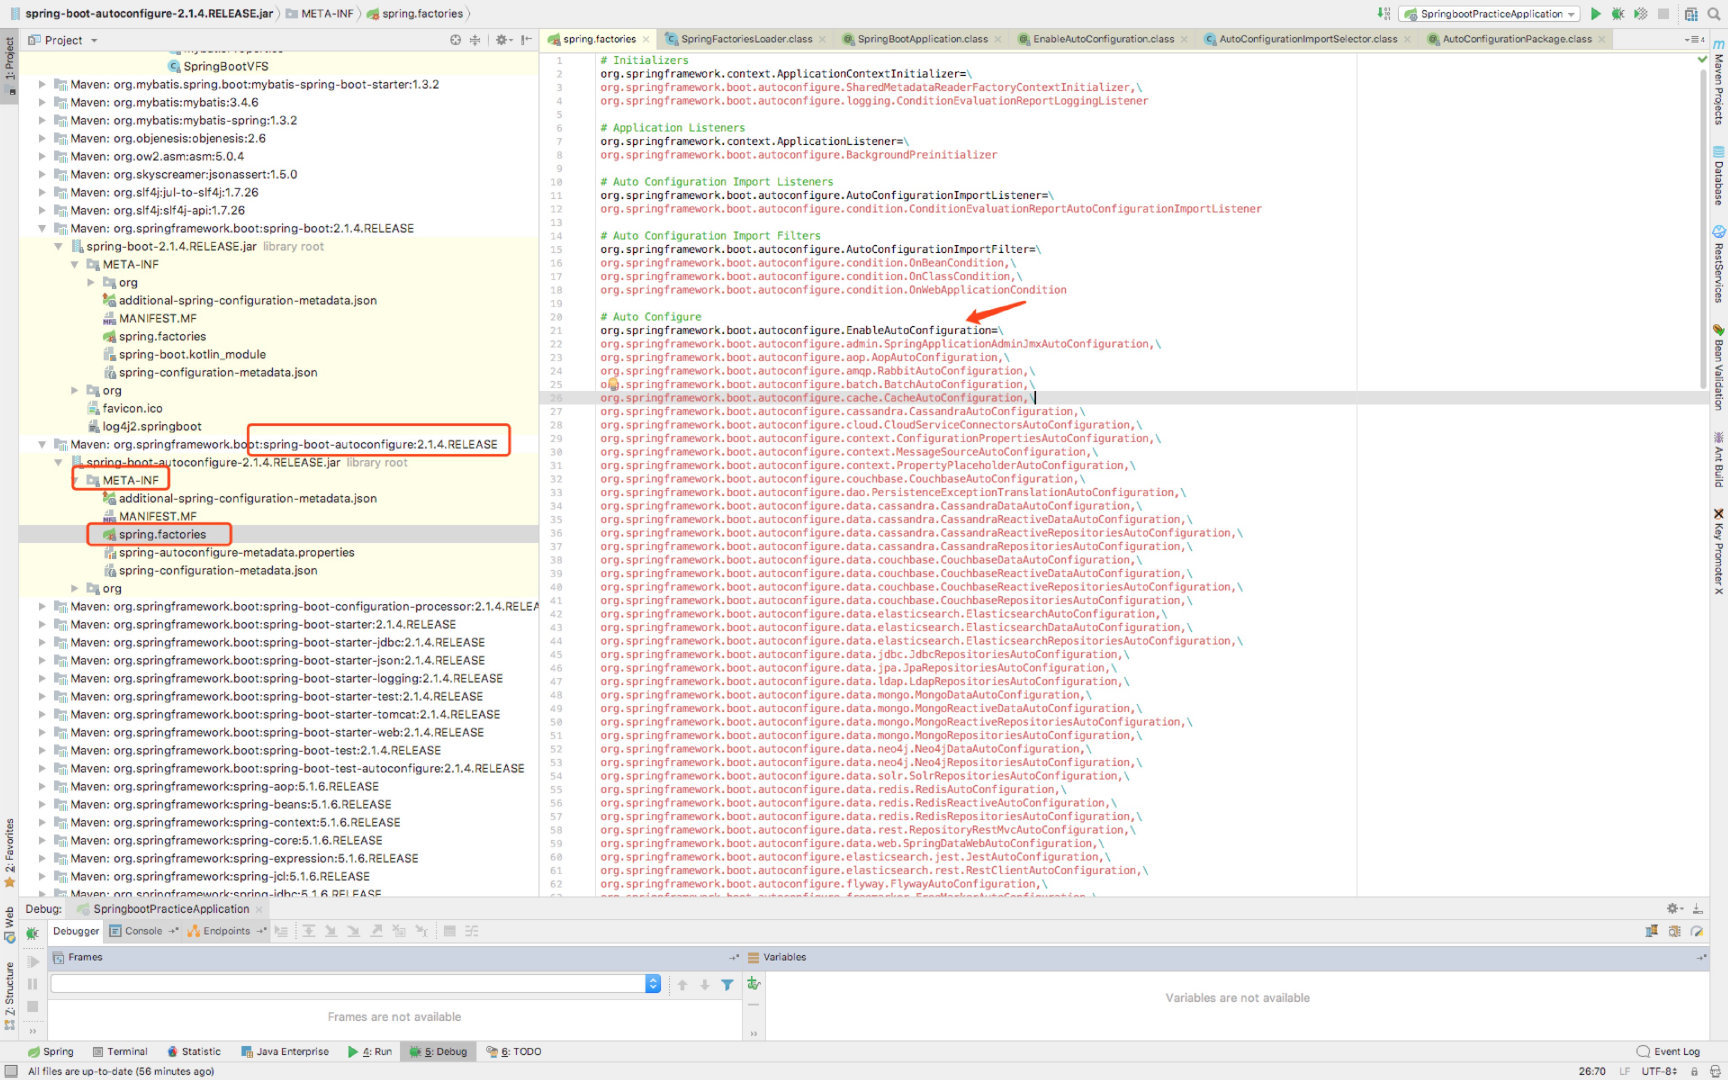 spring-boot-autoconfigure-2.1.4.RELEASE.jar
META-INF
spring.factories
SpringbootPracticeApplication
1: Project
Project
SpringBootVFS
Maven: org.mybatis.spring.boot:mybatis-spring-boot-starter:1.3.2
Maven: org.mybatis:mybatis:3.4.6
Maven: org.mybatis:mybatis-spring:1.3.2
Maven: org.objenesis:objenesis:2.6
Maven: org.ow2.asm:asm:5.0.4
Maven: org.skyscreamer:jsonassert:1.5.0
Maven: org.slf4j:jul-to-slf4j:1.7.26
Maven: org.slf4j:slf4j-api:1.7.26
Maven: org.springframework.boot:spring-boot:2.1.4.RELEASE
spring-boot-2.1.4.RELEASE.jar library root
META-INF
org
additional-spring-configuration-metadata.json
MANIFEST.MF
spring.factories
spring-boot.kotlin_module
spring-configuration-metadata.json
org
favicon.ico
log4j2.springboot
Maven: org.springframework.boot:spring-boot-autoconfigure:2.1.4.RELEASE
spring-boot-autoconfigure-2.1.4.RELEASE.jar library root
META-INF
additional-spring-configuration-metadata.json
MANIFEST.MF
spring.factories
spring-autoconfigure-metadata.properties
spring-configuration-metadata.json
org
Maven: org.springframework.boot:spring-boot-configuration-processor:2.1.4.RELEA
Maven: org.springframework.boot:spring-boot-starter:2.1.4.RELEASE
Maven: org.springframework.boot:spring-boot-starter-jdbc:2.1.4.RELEASE
Maven: org.springframework.boot:spring-boot-starter-json:2.1.4.RELEASE
Maven: org.springframework.boot:spring-boot-starter-logging:2.1.4.RELEASE
Maven: org.springframework.boot:spring-boot-starter-test:2.1.4.RELEASE
Maven: org.springframework.boot:spring-boot-starter-tomcat:2.1.4.RELEASE
Maven: org.springframework.boot:spring-boot-starter-web:2.1.4.RELEASE
Maven: org.springframework.boot:spring-boot-test:2.1.4.RELEASE
Maven: org.springframework.boot:spring-boot-test-autoconfigure:2.1.4.RELEASE
Maven: org.springframework:spring-aop:5.1.6.RELEASE
Maven: org.springframework:spring-beans:5.1.6.RELEASE
Maven: org.springframework:spring-context:5.1.6.RELEASE
Maven: org.springframework:spring-core:5.1.6.RELEASE
Maven: org.springframework:spring-expression:5.1.6.RELEASE
Maven: org.springframework:spring-jcl:5.1.6.RELEASE
Maven: org.springframework:spring-jdbc:5.1.6.RELEASE
spring.factories
SpringFactoriesLoader.class
SpringBootApplication.class
EnableAutoConfiguration.class
AutoConfigurationImportSelector.class
AutoConfigurationPackage.class
1 # Initializers
2 org.springframework.context.ApplicationContextInitializer=\
3 org.springframework.boot.autoconfigure.SharedMetadataReaderFactoryContextInitializer,\
4 org.springframework.boot.autoconfigure.logging.ConditionEvaluationReportLoggingListener
5
6 # Application Listeners
7 org.springframework.context.ApplicationListener=\
8 org.springframework.boot.autoconfigure.BackgroundPreinitializer
9
10 # Auto Configuration Import Listeners
11 org.springframework.boot.autoconfigure.AutoConfigurationImportListener=\
12 org.springframework.boot.autoconfigure.condition.ConditionEvaluationReportAutoConfigurationImportListener
13
14 # Auto Configuration Import Filters
15 org.springframework.boot.autoconfigure.AutoConfigurationImportFilter=\
16 org.springframework.boot.autoconfigure.condition.OnBeanCondition,\
17 org.springframework.boot.autoconfigure.condition.OnClassCondition,\
18 org.springframework.boot.autoconfigure.condition.OnWebApplicationCondition
19
20 # Auto Configure
21 org.springframework.boot.autoconfigure.EnableAutoConfiguration=\
22 org.springframework.boot.autoconfigure.admin.SpringApplicationAdminJmxAutoConfiguration,\
23 org.springframework.boot.autoconfigure.aop.AopAutoConfiguration,\
24 org.springframework.boot.autoconfigure.amqp.RabbitAutoConfiguration,\
25 org.springframework.boot.autoconfigure.batch.BatchAutoConfiguration,\
26 org.springframework.boot.autoconfigure.cache.CacheAutoConfiguration,\
27 org.springframework.boot.autoconfigure.cassandra.CassandraAutoConfiguration,\
28 org.springframework.boot.autoconfigure.cloud.CloudServiceConnectorsAutoConfiguration,\
29 org.springframework.boot.autoconfigure.context.ConfigurationPropertiesAutoConfiguration,\
30 org.springframework.boot.autoconfigure.context.MessageSourceAutoConfiguration,\
31 org.springframework.boot.autoconfigure.context.PropertyPlaceholderAutoConfiguration,\
32 org.springframework.boot.autoconfigure.couchbase.CouchbaseAutoConfiguration,\
33 org.springframework.boot.autoconfigure.dao.PersistenceExceptionTranslationAutoConfiguration,\
34 org.springframework.boot.autoconfigure.data.cassandra.CassandraDataAutoConfiguration,\
35 org.springframework.boot.autoconfigure.data.cassandra.CassandraReactiveDataAutoConfiguration,\
36 org.springframework.boot.autoconfigure.data.cassandra.CassandraReactiveRepositoriesAutoConfiguration,\
37 org.springframework.boot.autoconfigure.data.cassandra.CassandraRepositoriesAutoConfiguration,\
38 org.springframework.boot.autoconfigure.data.couchbase.CouchbaseDataAutoConfiguration,\
39 org.springframework.boot.autoconfigure.data.couchbase.CouchbaseReactiveDataAutoConfiguration,\
40 org.springframework.boot.autoconfigure.data.couchbase.CouchbaseReactiveRepositoriesAutoConfiguration,\
41 org.springframework.boot.autoconfigure.data.couchbase.CouchbaseRepositoriesAutoConfiguration,\
42 org.springframework.boot.autoconfigure.data.elasticsearch.ElasticsearchAutoConfiguration,\
43 org.springframework.boot.autoconfigure.data.elasticsearch.ElasticsearchDataAutoConfiguration,\
44 org.springframework.boot.autoconfigure.data.elasticsearch.ElasticsearchRepositoriesAutoConfiguration,\
45 org.springframework.boot.autoconfigure.data.jdbc.JdbcRepositoriesAutoConfiguration,\
46 org.springframework.boot.autoconfigure.data.jpa.JpaRepositoriesAutoConfiguration,\
47 org.springframework.boot.autoconfigure.data.ldap.LdapRepositoriesAutoConfiguration,\
48 org.springframework.boot.autoconfigure.data.mongo.MongoDataAutoConfiguration,\
49 org.springframework.boot.autoconfigure.data.mongo.MongoReactiveDataAutoConfiguration,\
50 org.springframework.boot.autoconfigure.data.mongo.MongoReactiveRepositoriesAutoConfiguration,\
51 org.springframework.boot.autoconfigure.data.mongo.MongoRepositoriesAutoConfiguration,\
52 org.springframework.boot.autoconfigure.data.neo4j.Neo4jDataAutoConfiguration,\
53 org.springframework.boot.autoconfigure.data.neo4j.Neo4jRepositoriesAutoConfiguration,\
54 org.springframework.boot.autoconfigure.data.solr.SolrRepositoriesAutoConfiguration,\
55 org.springframework.boot.autoconfigure.data.redis.RedisAutoConfiguration,\
56 org.springframework.boot.autoconfigure.data.redis.RedisReactiveAutoConfiguration,\
57 org.springframework.boot.autoconfigure.data.redis.RedisRepositoriesAutoConfiguration,\
58 org.springframework.boot.autoconfigure.data.rest.RepositoryRestMvcAutoConfiguration,\
59 org.springframework.boot.autoconfigure.data.web.SpringDataWebAutoConfiguration,\
60 org.springframework.boot.autoconfigure.elasticsearch.jest.JestAutoConfiguration,\
61 org.springframework.boot.autoconfigure.elasticsearch.rest.RestClientAutoConfiguration,\
62 org.springframework.boot.autoconfigure.flyway.FlywayAutoConfiguration,\
Maven Projects
Database
RestServices
Bean Validation
Ant Build
Key Promoter X
2: Favorites
Web
Z: Structure
Debug: SpringbootPracticeApplication
Debugger
Console
Endpoints
Frames
Variables
Frames are not available
Variables are not available
Spring
Terminal
Statistic
Java Enterprise
4: Run
5: Debug
6: TODO
Event Log
All files are up-to-date (56 minutes ago)
26:70
LF
UTF-8